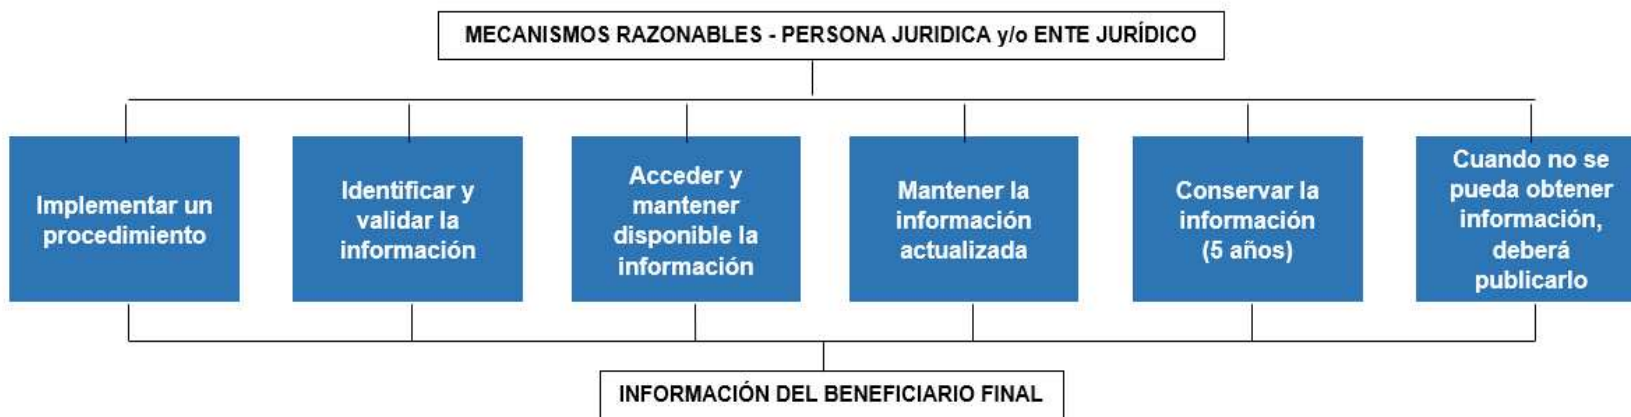 MECANISMOS RAZONABLES - PERSONA JURIDICA y/o ENTE JURÍDICO
Implementar un
procedimiento
Identificar y
validar la
información
Acceder y
mantener
disponible la
información
Mantener la
información
actualizada
Conservar la
información
(5 años)
Cuando no se
pueda obtener
información,
deberá
publicarlo
INFORMACIÓN DEL BENEFICIARIO FINAL